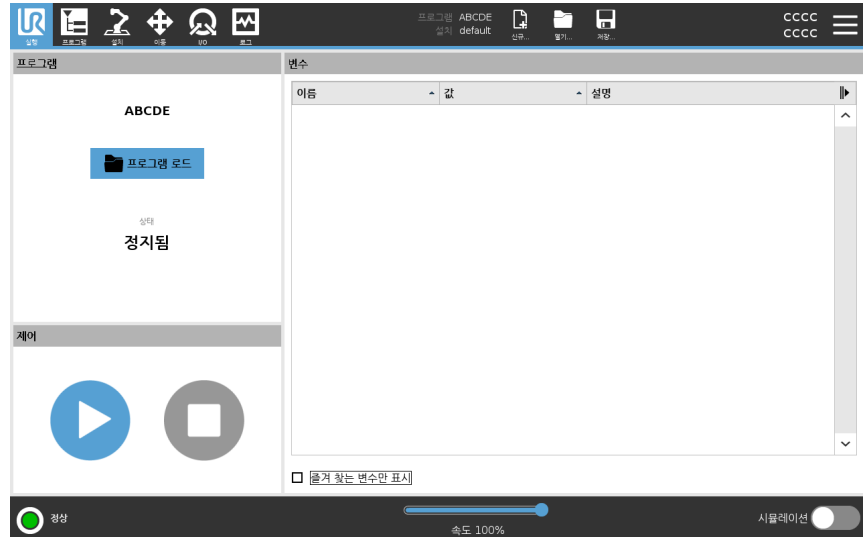 UR
실행
프로그램
설치
이동
I/O
로그
프로그램 ABCDE
설치 default
신규...
열기...
저장...
CCCC
CCCC
프로그램
ABCDE
프로그램 로드
상태
정지됨
제어
변수
이름
값
설명
즐겨 찾는 변수만 표시
정상
속도 100%
시뮬레이션